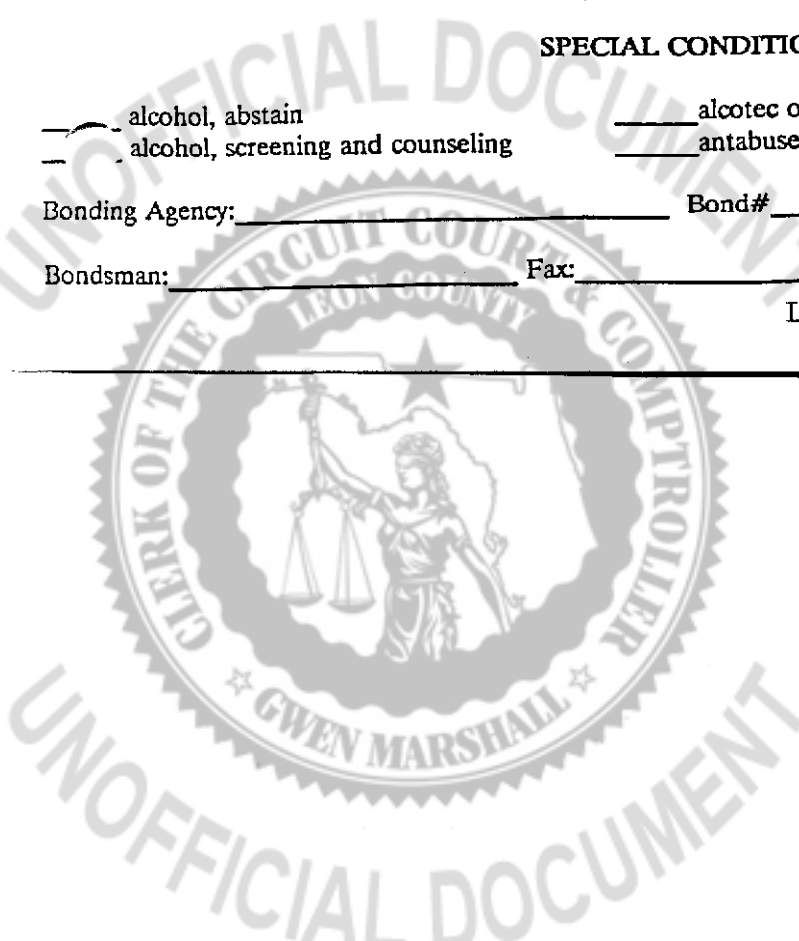 UNOFFICIAL DOCUMENT
SPECIAL
alcohol, abstain
alcotec
alcohol, screening and counseling
antabuse
Bonding Agency:
Bond#
Bondsman:
Fax:
CLERK OF THE CIRCUIT COURT & COMPTROLLER
LEON COUNTY
GWEN MARSHALL
UNOFFICIAL DOCUMENT